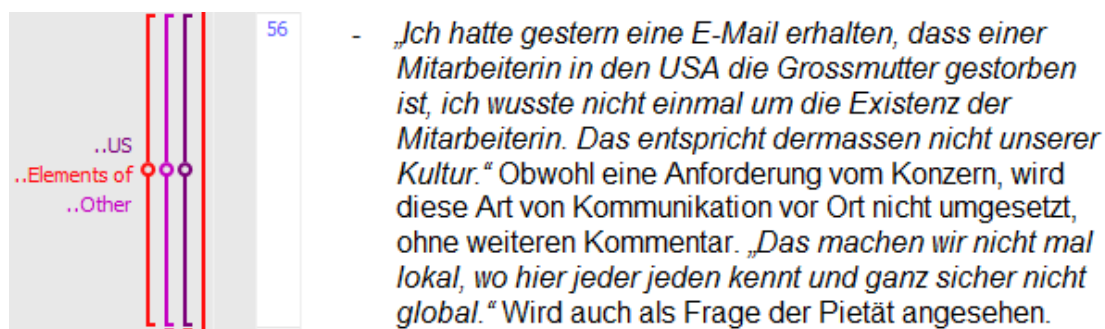 56
- „Ich hatte gestern eine E-Mail erhalten, dass einer
Mitarbeiterin in den USA die Grossmutter gestorben
ist, ich wusste nicht einmal um die Existenz der
Mitarbeiterin. Das entspricht dermassen nicht unserer
Kultur.“ Obwohl eine Anforderung vom Konzern, wird
diese Art von Kommunikation vor Ort nicht umgesetzt,
ohne weiteren Kommentar. „Das machen wir nicht mal
lokal, wo hier jeder jeden kennt und ganz sicher nicht
global.“ Wird auch als Frage der Pietät angesehen.
..US
..Elements of
..Other